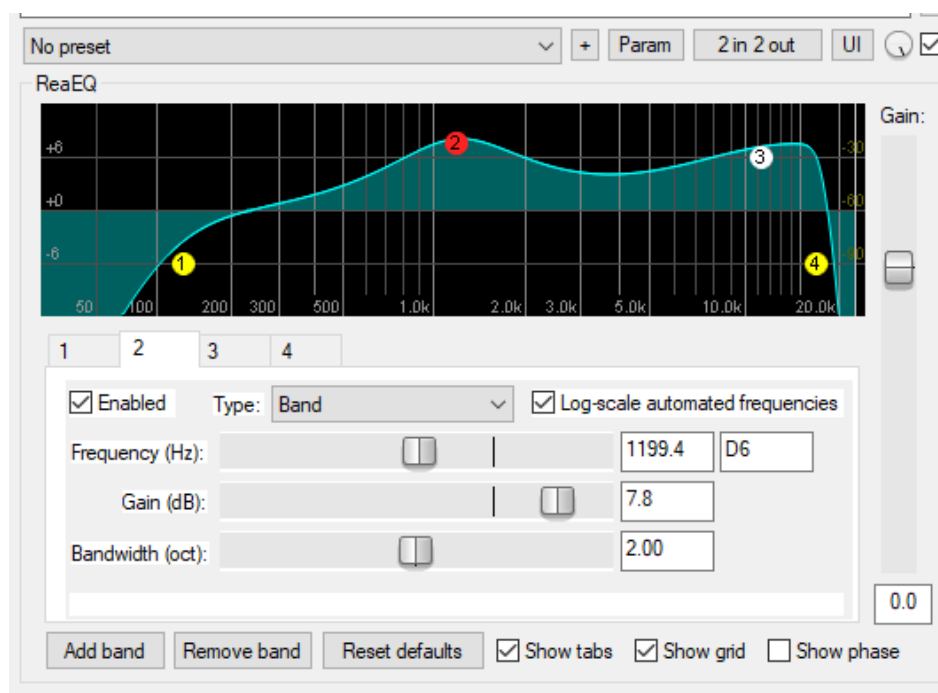 No preset + Param 2 in 2 out UI
ReaEQ
Gain:
+6 -30
+0 -60
-6 -90
1 2 3 4
50 100 200 300 500 1.0k 2.0k 3.0k 5.0k 10.0k 20.0k
1 2 3 4
Enabled Type: Band Log-scale automated frequencies
Frequency (Hz): 1199.4 D6
Gain (dB): 7.8
Bandwidth (oct): 2.00
0.0
Add band Remove band Reset defaults Show tabs Show grid Show phase